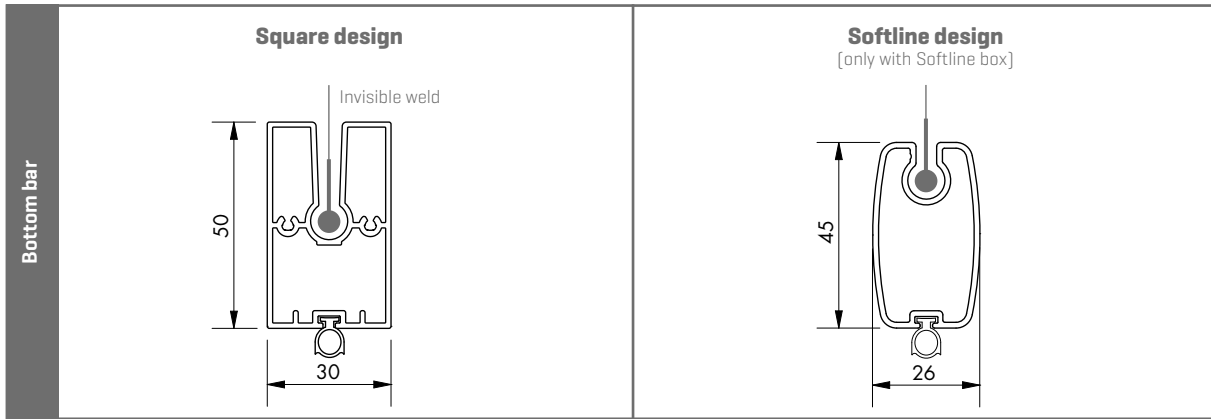 Bottom bar
Square design
Invisible weld
50
30
Softline design
(only with Softline box)
45
26